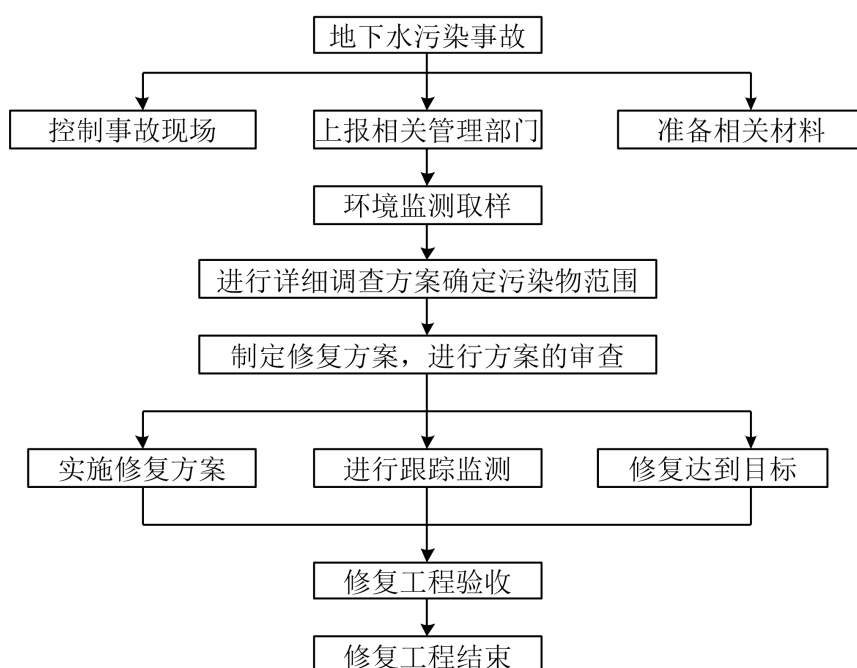 地下水污染事故
控制事故现场
上报相关管理部门
准备相关材料
环境监测取样
进行详细调查方案确定污染物范围
制定修复方案，进行方案的审查
实施修复方案
进行跟踪监测
修复达到目标
修复工程验收
修复工程结束